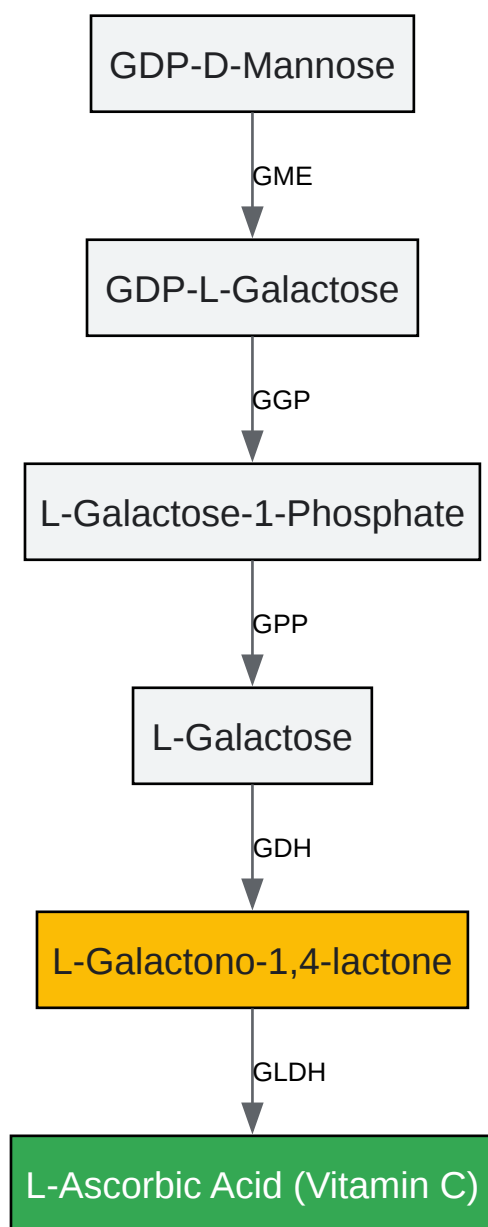 GDP-D-Mannose
GME
GDP-L-Galactose
GGP
L-Galactose-1-Phosphate
GPP
L-Galactose
GDH
L-Galactono-1,4-lactone
GLDH
L-Ascorbic Acid (Vitamin C)